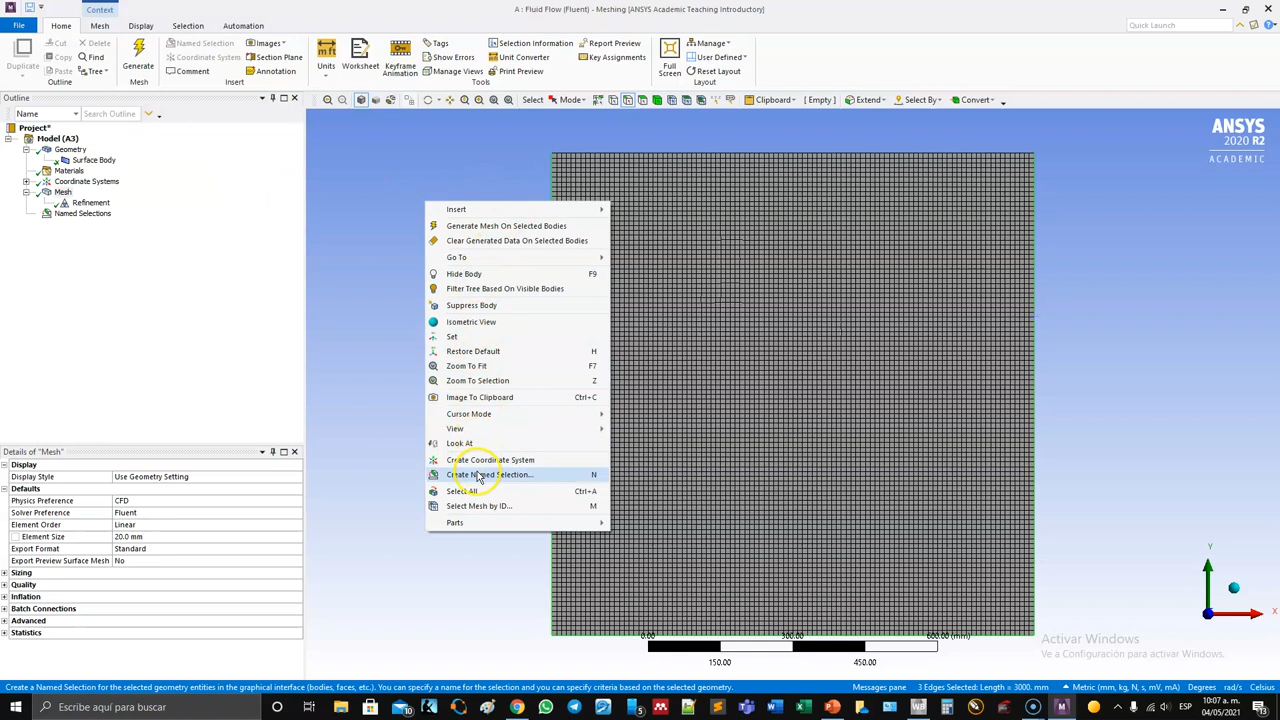 Context
A : Fluid Flow (Fluent) - Meshing [ANSYS Academic Teaching Introductory]
File
Home
Mesh
Display
Selection
Automation
Quick Launch
Duplicate
Cut
Delete
Copy
Find
Paste
Tree
Outline
Generate
Mesh
Named Selection
Coordinate System
Comment
Images
Section Plane
Annotation
Insert
Units
Worksheet
Keyframe
Animation
Tags
Show Errors
Manage Views
Selection Information
Unit Converter
Print Preview
Report Preview
Key Assignments
Tools
Full
Screen
Manage
User Defined
Reset Layout
Layout
Select
Mode
Clipboard
[ Empty ]
Extend
Select By
Convert
Outline
Name
Search Outline
Project*
Model (A3)
Geometry
Surface Body
Materials
Coordinate Systems
Mesh
Refinement
Named Selections
Insert
Generate Mesh On Selected Bodies
Clear Generated Data On Selected Bodies
Go To
Hide Body F9
Filter Tree Based On Visible Bodies
Suppress Body
Isometric View
Set
Restore Default H
Zoom To Fit F7
Zoom To Selection Z
Image To Clipboard Ctrl+C
Cursor Mode
View
Look At
Create Coordinate System
Create Named Selection... N
Select All Ctrl+A
Select Mesh by ID... M
Parts
ANSYS
2020 R2
ACADEMIC
Details of "Mesh"
Display
Display Style Use Geometry Setting
Defaults
Physics Preference CFD
Solver Preference Fluent
Element Order Linear
Element Size 20.0 mm
Export Format Standard
Export Preview Surface Mesh No
Sizing
Quality
Inflation
Batch Connections
Advanced
Statistics
0.00
300.00
600.00 (mm)
150.00
450.00
Y
X
Activar Windows
Ve a Configuración para activar Windows.
Create a Named Selection for the selected geometry entities in the graphical interface (bodies, faces, etc.). You can specify a name for the selection and you can specify criteria based on the selected geometry.
Messages pane
3 Edges Selected: Length = 3000. mm
Metric (mm, kg, N, s, mV, mA)
Degrees
rad/s
Celsius
Escribe aquí para buscar
ESP
10:07 a. m.
04/05/2021